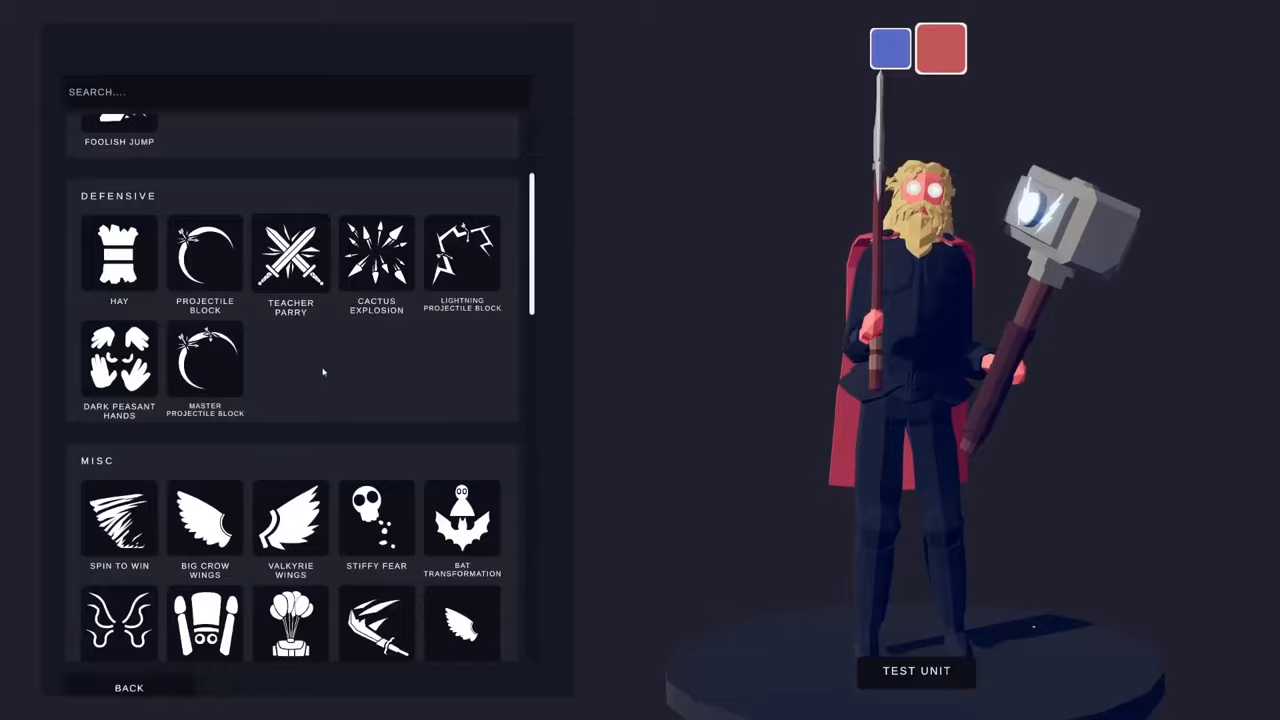 SEARCH....
FOOLISH JUMP
DEFENSIVE
HAY
PROJECTILE
BLOCK
TEACHER
PARRY
CACTUS
EXPLOSION
LIGHTNING
PROJECTILE BLOCK
DARK PEASANT
HANDS
MASTER
PROJECTILE BLOCK
MISC
SPIN TO WIN
BIG CROW
WINGS
VALKYRIE
WINGS
STIFFY FEAR
BAT
TRANSFORMATION
BACK
TEST UNIT